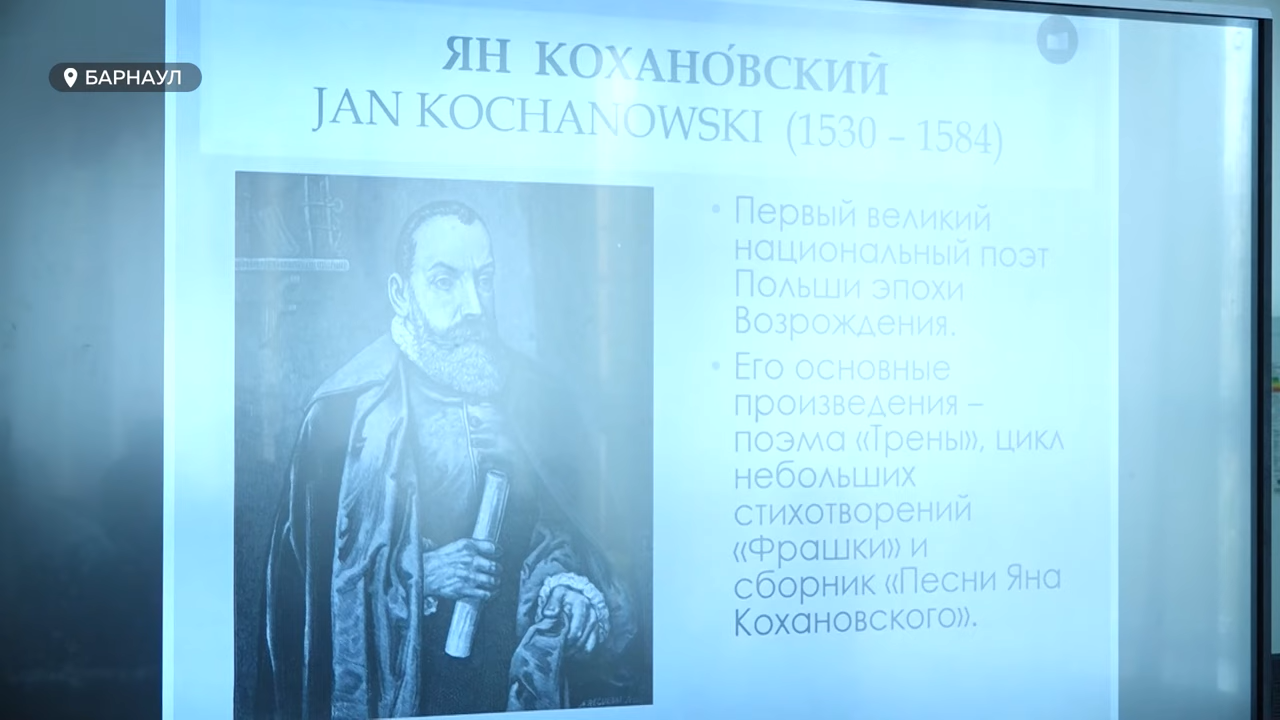 БАРНАУЛ
ЯН КОХАНО́ВСКИЙ
JAN KOCHANOWSKI (1530 – 1584)
• Первый великий
национальный поэт
Польши эпохи
Возрождения.
• Его основные
произведения –
поэма «Трены», цикл
небольших
стихотворений
«Фрашки» и
сборник «Песни Яна
Кохановского».